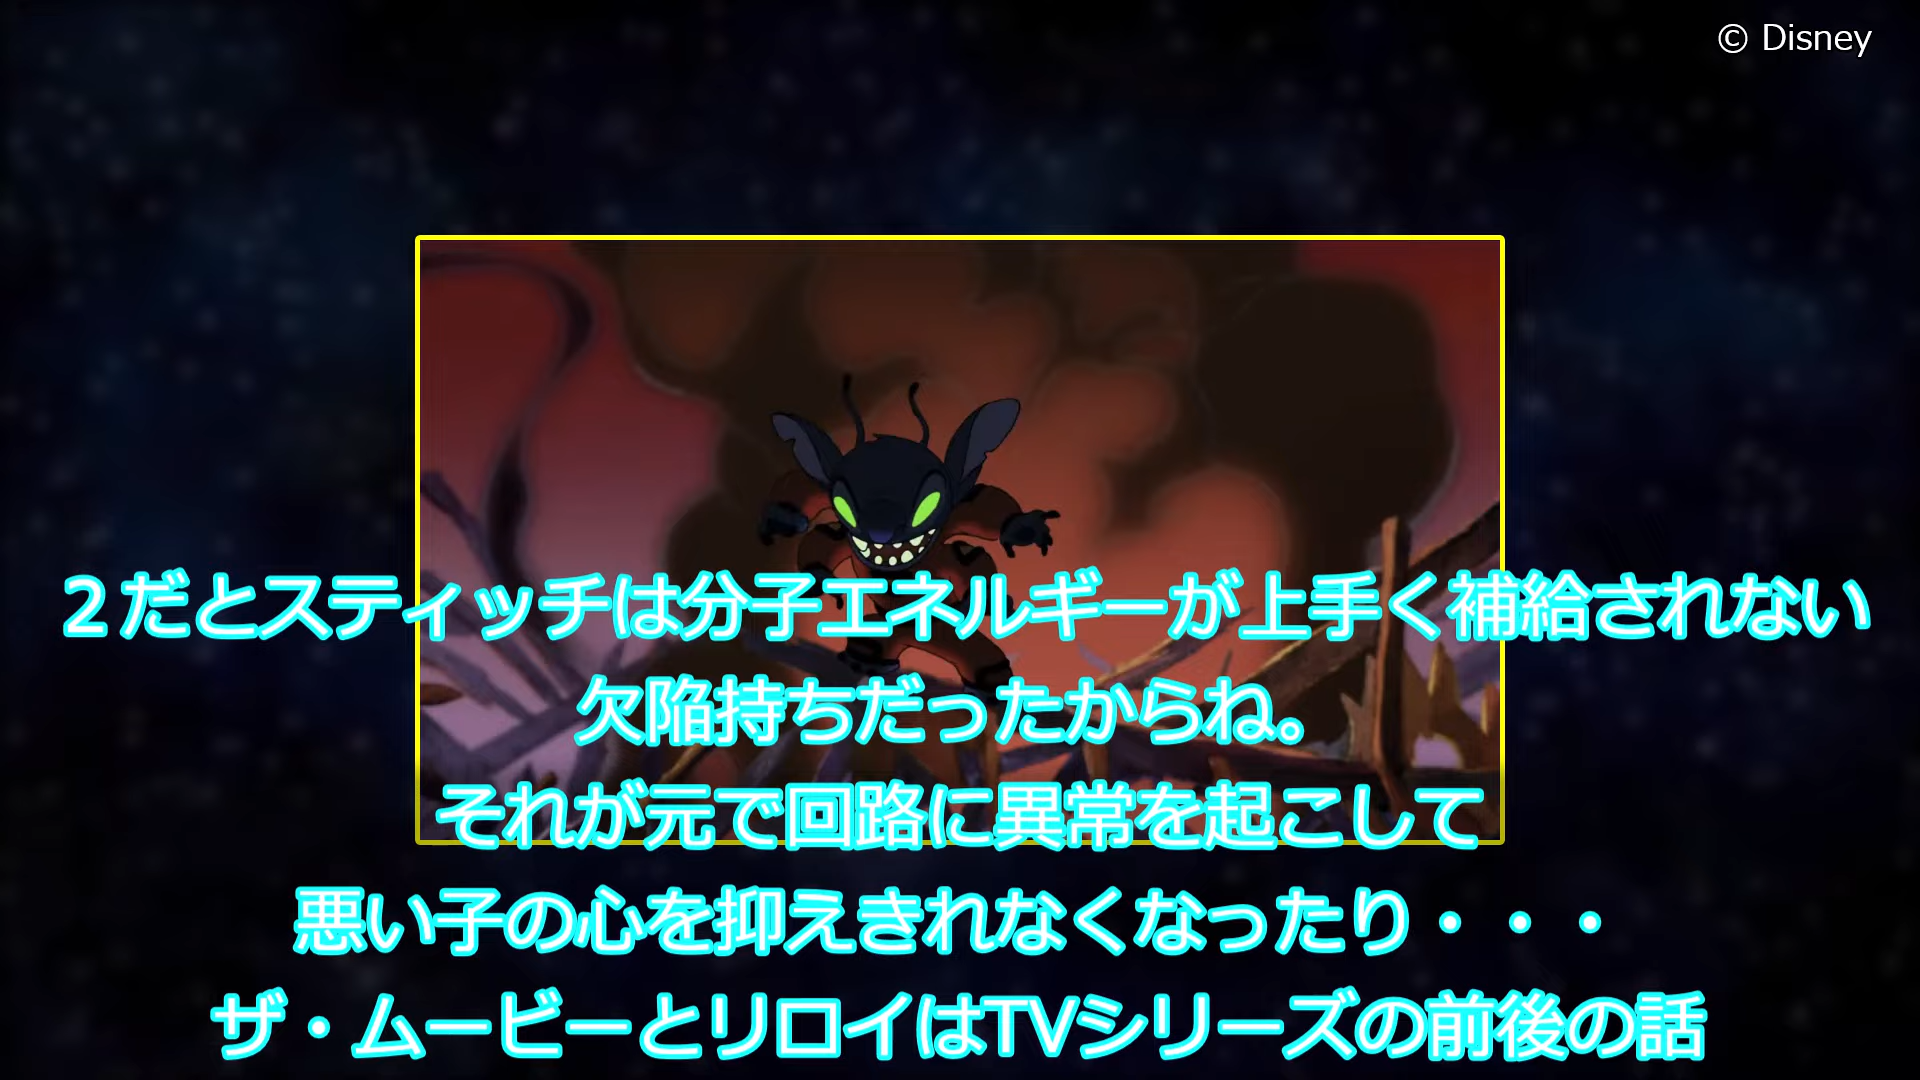 © Disney
２だとスティッチは分子エネルギーが上手く補給されない
欠陥持ちだったからね。
それが元で回路に異常を起こして
悪い子の心を抑えきれなくなったり・・・
ザ・ムービーとリロイはTVシリーズの前後の話